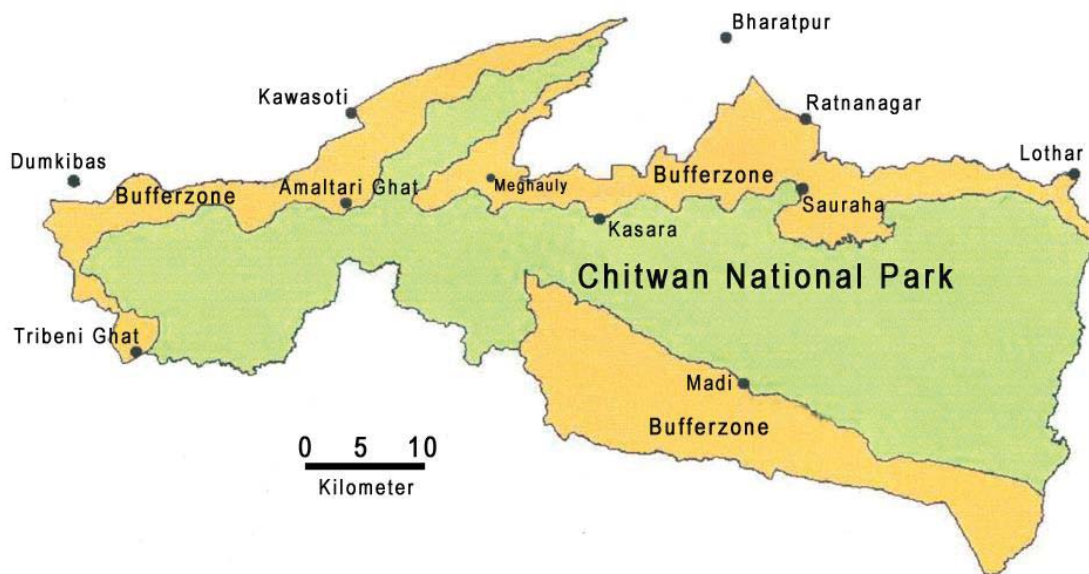 Bharatpur
Kawasoti
Ratnanagar
Dumkibas
Lothar
Bufferzone
Amaltari Ghat
Meghauly
Bufferzone
Sauraha
Kasara
Chitwan National Park
Tribeni Ghat
Madi
Bufferzone
0 5 10
Kilometer